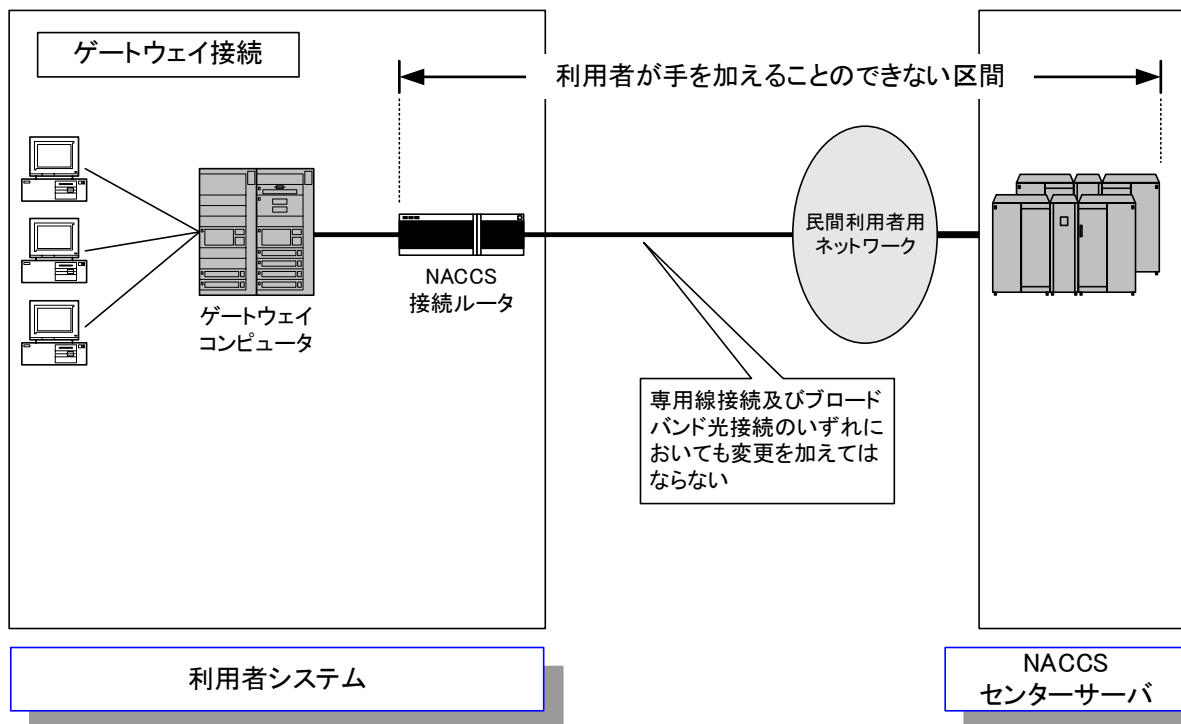 ゲートウェイ接続
利用者が手を加えることのできない区間
民間利用者用
ネットワーク
NACCS
接続ルータ
ゲートウェイ
コンピュータ
専用線接続及びブロード
バンド光接続のいずれに
おいても変更を加えては
ならない
利用者システム
NACCS
センターサーバ